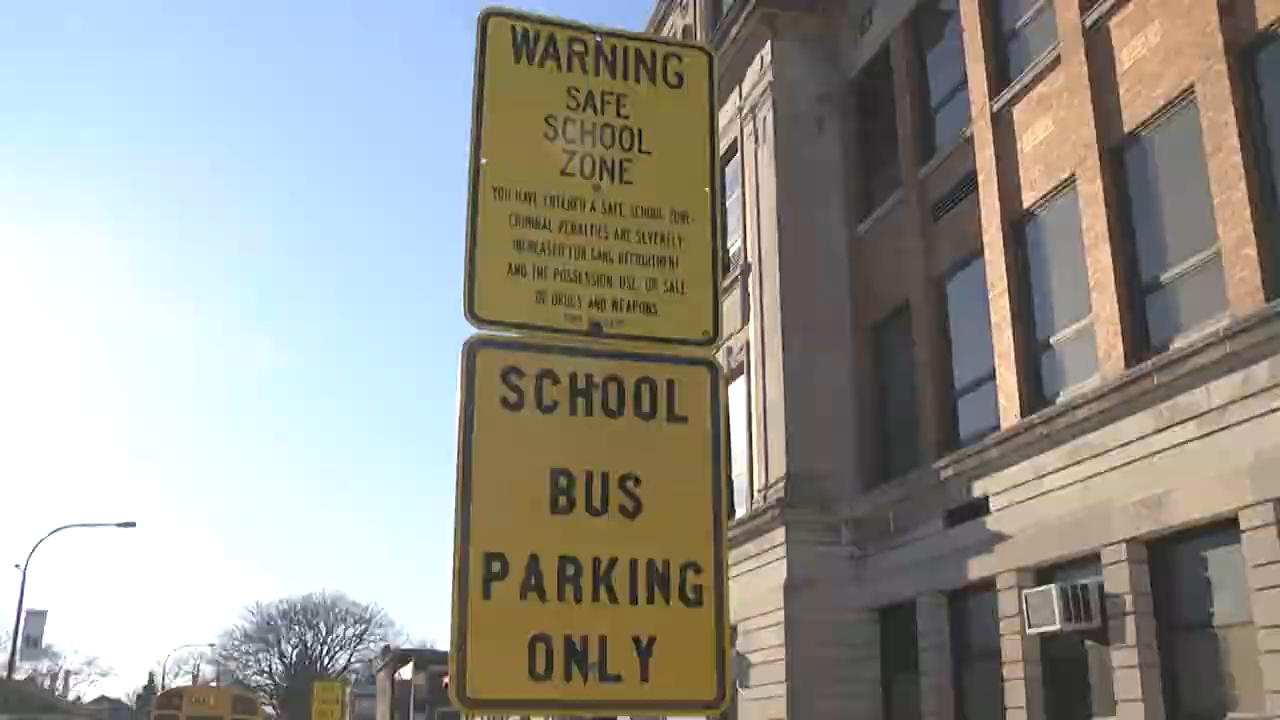 WARNING
SAFE
SCHOOL
ZONE
YOU HAVE ENTERED A SAFE SCHOOL ZONE-
CRIMINAL PENALTIES ARE SEVERELY
INCREASED FOR GANG RECRUITMENT
AND THE POSSESSION, USE, OR SALE
OF DRUGS AND WEAPONS.
SCHOOL
BUS
PARKING
ONLY